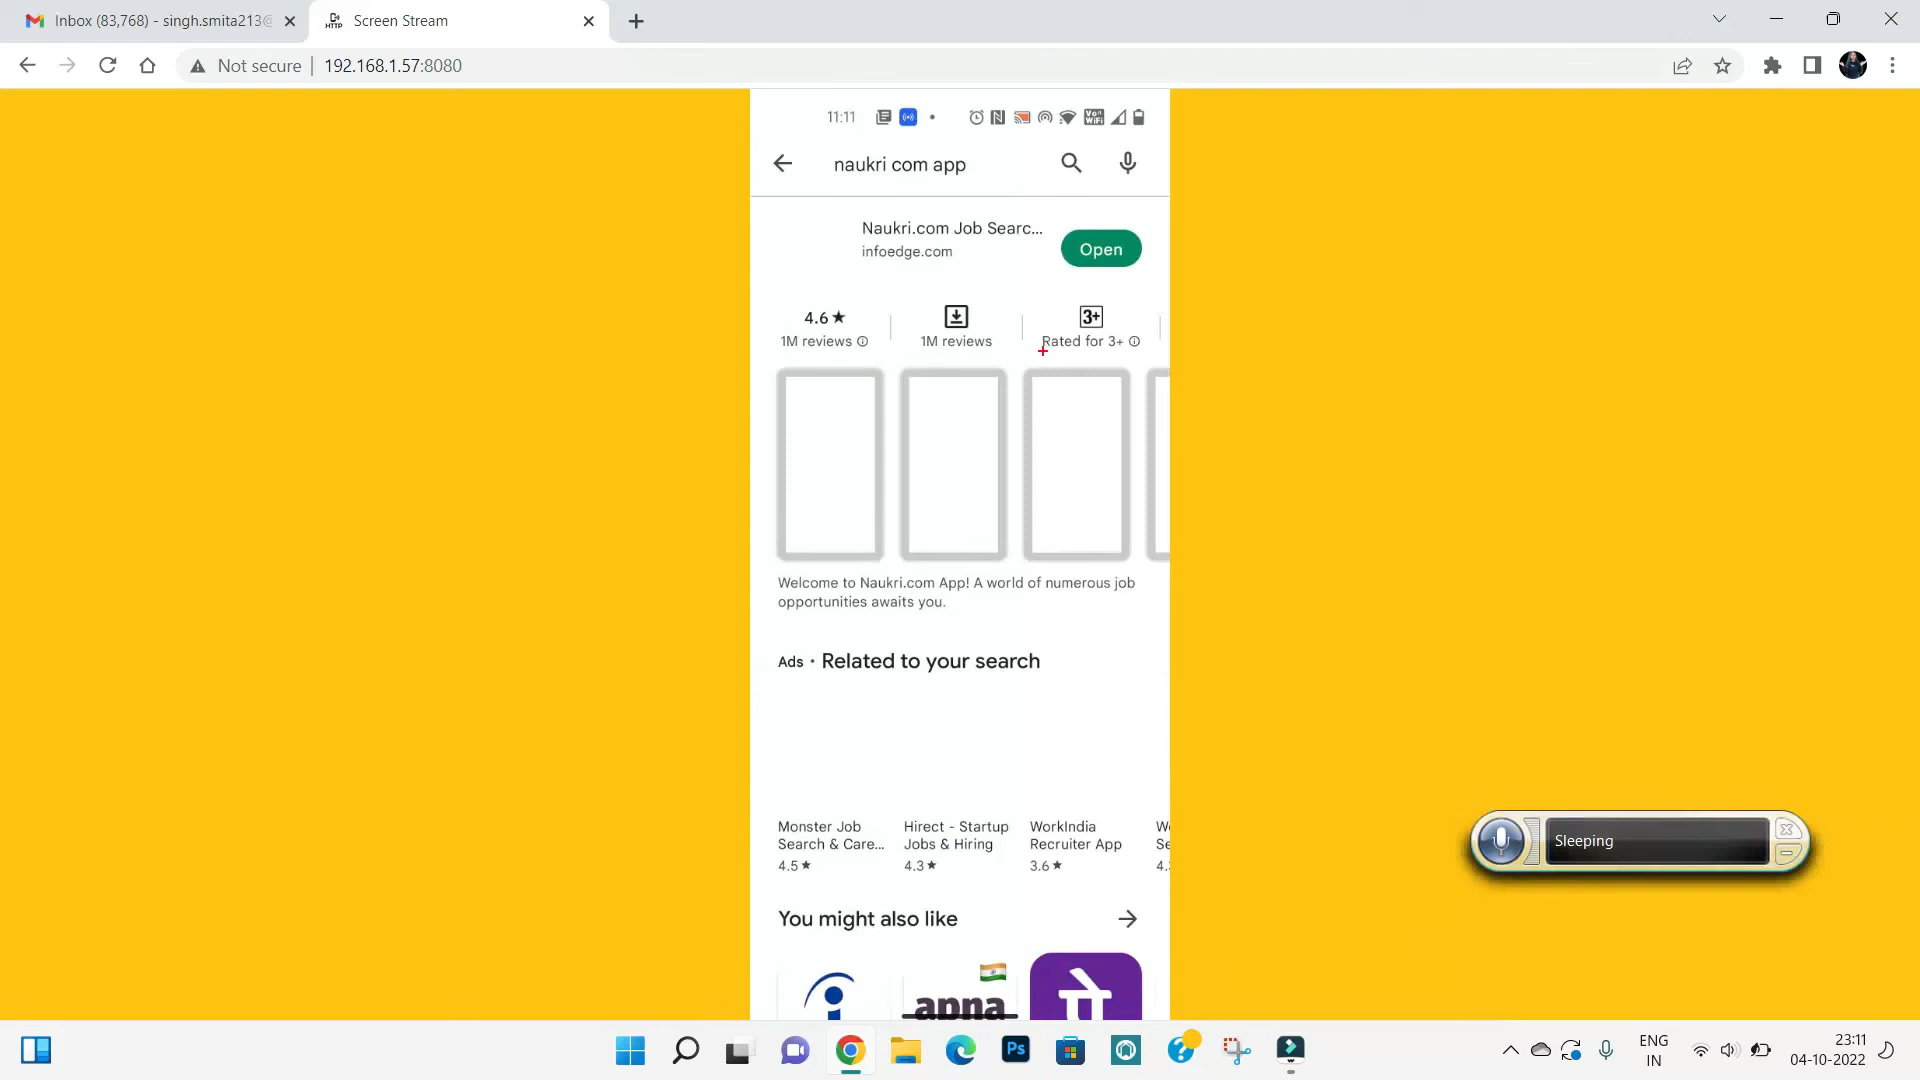 Inbox (83,768) - singh.smita213@
Screen Stream
Not secure
192.168.1.57:8080
11:11
Vo))
WiFi
naukri com app
Naukri.com Job Searc...
infoedge.com
Open
4.6★
1M reviews
1M reviews
3+
Rated for 3+
Welcome to Naukri.com App! A world of numerous job
opportunities awaits you.
Ads • Related to your search
Monster Job
Search & Care...
4.5★
Hirect - Startup
Jobs & Hiring
4.3★
WorkIndia
Recruiter App
3.6★
Sleeping
You might also like
apna
पे
Ps
ENG
IN
23:11
04-10-2022